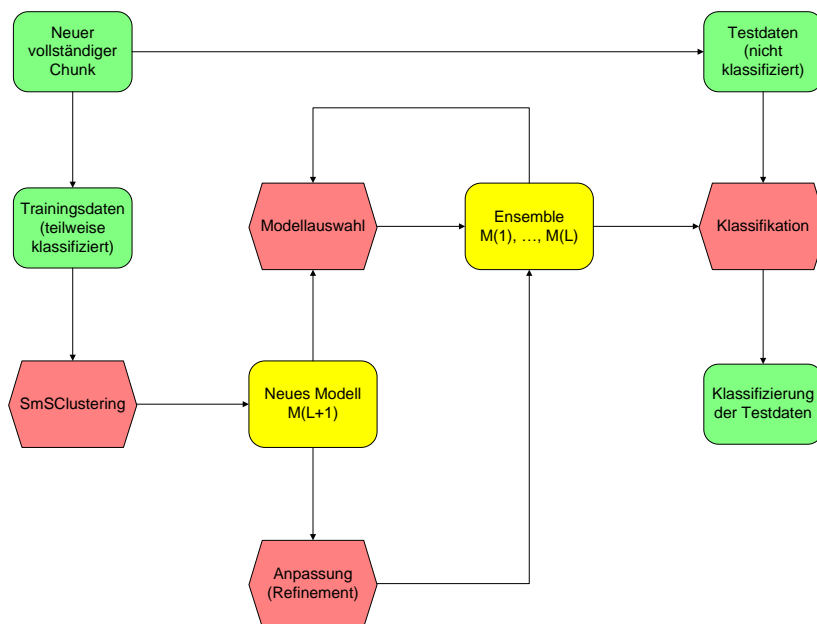 Neuer
vollständiger
Chunk
Testdaten
(nicht
klassifiziert)
Trainingsdaten
(teilweise
klassifiziert)
Modellauswahl
Ensemble
M(1), …, M(L)
Klassifikation
SmSClustering
Neues Modell
M(L+1)
Klassifizierung
der Testdaten
Anpassung
(Refinement)